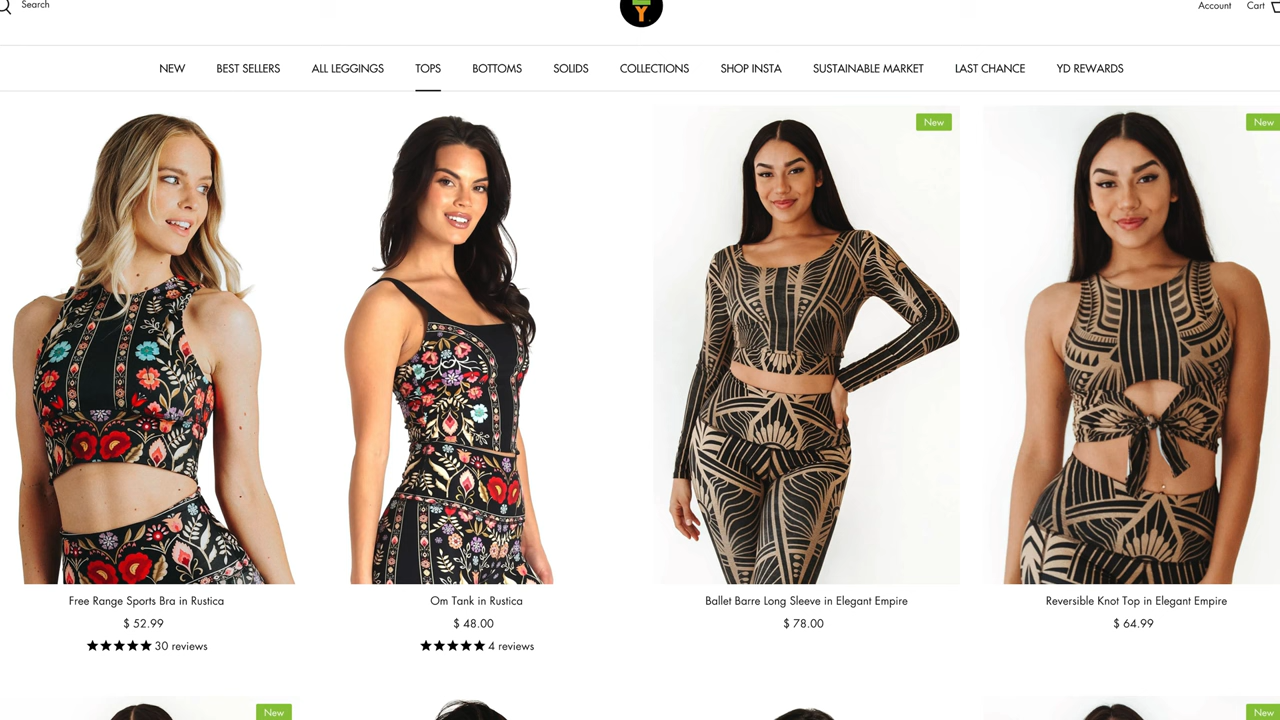 Search
Y
Account
Cart
NEW
BEST SELLERS
ALL LEGGINGS
TOPS
BOTTOMS
SOLIDS
COLLECTIONS
SHOP INSTA
SUSTAINABLE MARKET
LAST CHANCE
YD REWARDS
New
New
Free Range Sports Bra in Rustica
$ 52.99
30 reviews
Om Tank in Rustica
$ 48.00
4 reviews
Ballet Barre Long Sleeve in Elegant Empire
$ 78.00
Reversible Knot Top in Elegant Empire
$ 64.99
New
New